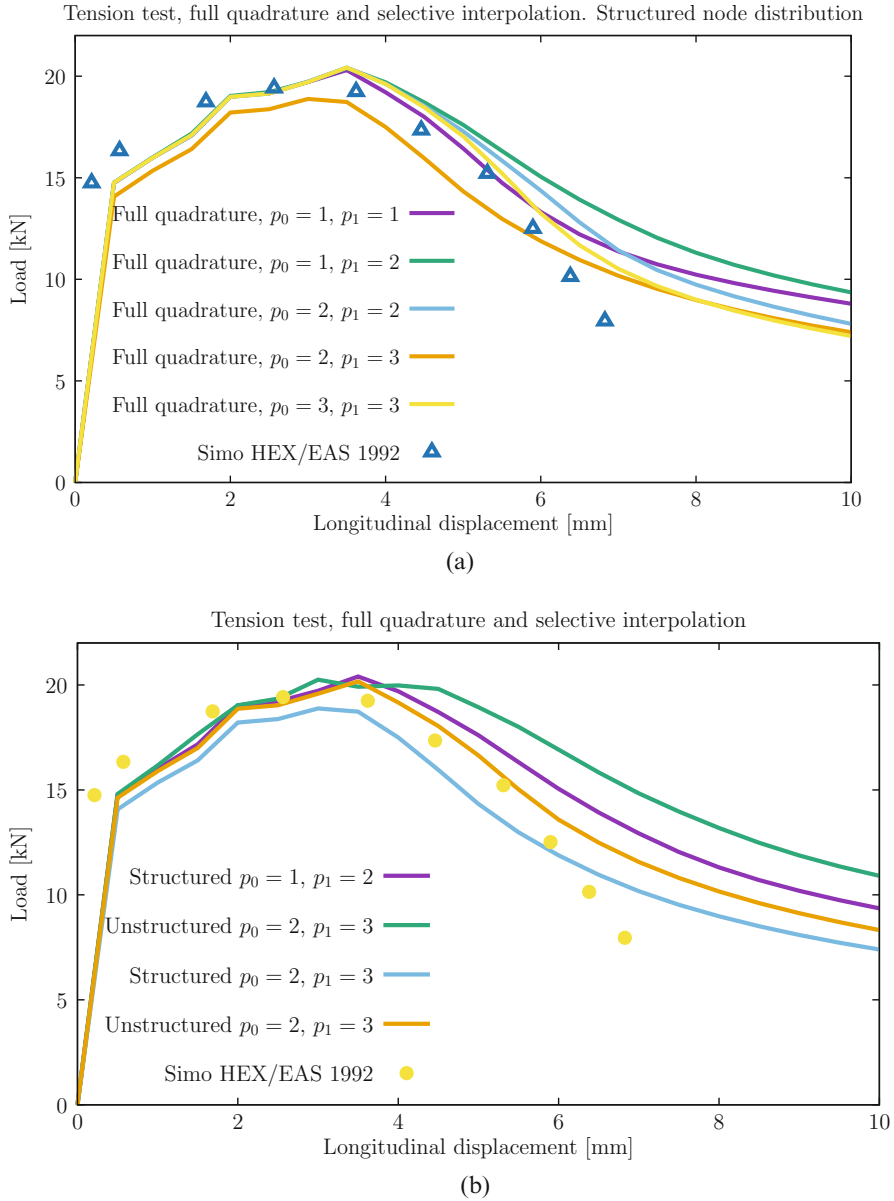 Tension test, full quadrature and selective interpolation. Structured node distribution
20
15
10
5
0
Load [kN]
Full quadrature, p₀ = 1, p₁ = 1
Full quadrature, p₀ = 1, p₁ = 2
Full quadrature, p₀ = 2, p₁ = 2
Full quadrature, p₀ = 2, p₁ = 3
Full quadrature, p₀ = 3, p₁ = 3
Simo HEX/EAS 1992
0 2 4 6 8 10
Longitudinal displacement [mm]
(a)
Tension test, full quadrature and selective interpolation
20
15
10
5
0
Load [kN]
Structured p₀ = 1, p₁ = 2
Unstructured p₀ = 2, p₁ = 3
Structured p₀ = 2, p₁ = 3
Unstructured p₀ = 2, p₁ = 3
Simo HEX/EAS 1992
0 2 4 6 8 10
Longitudinal displacement [mm]
(b)